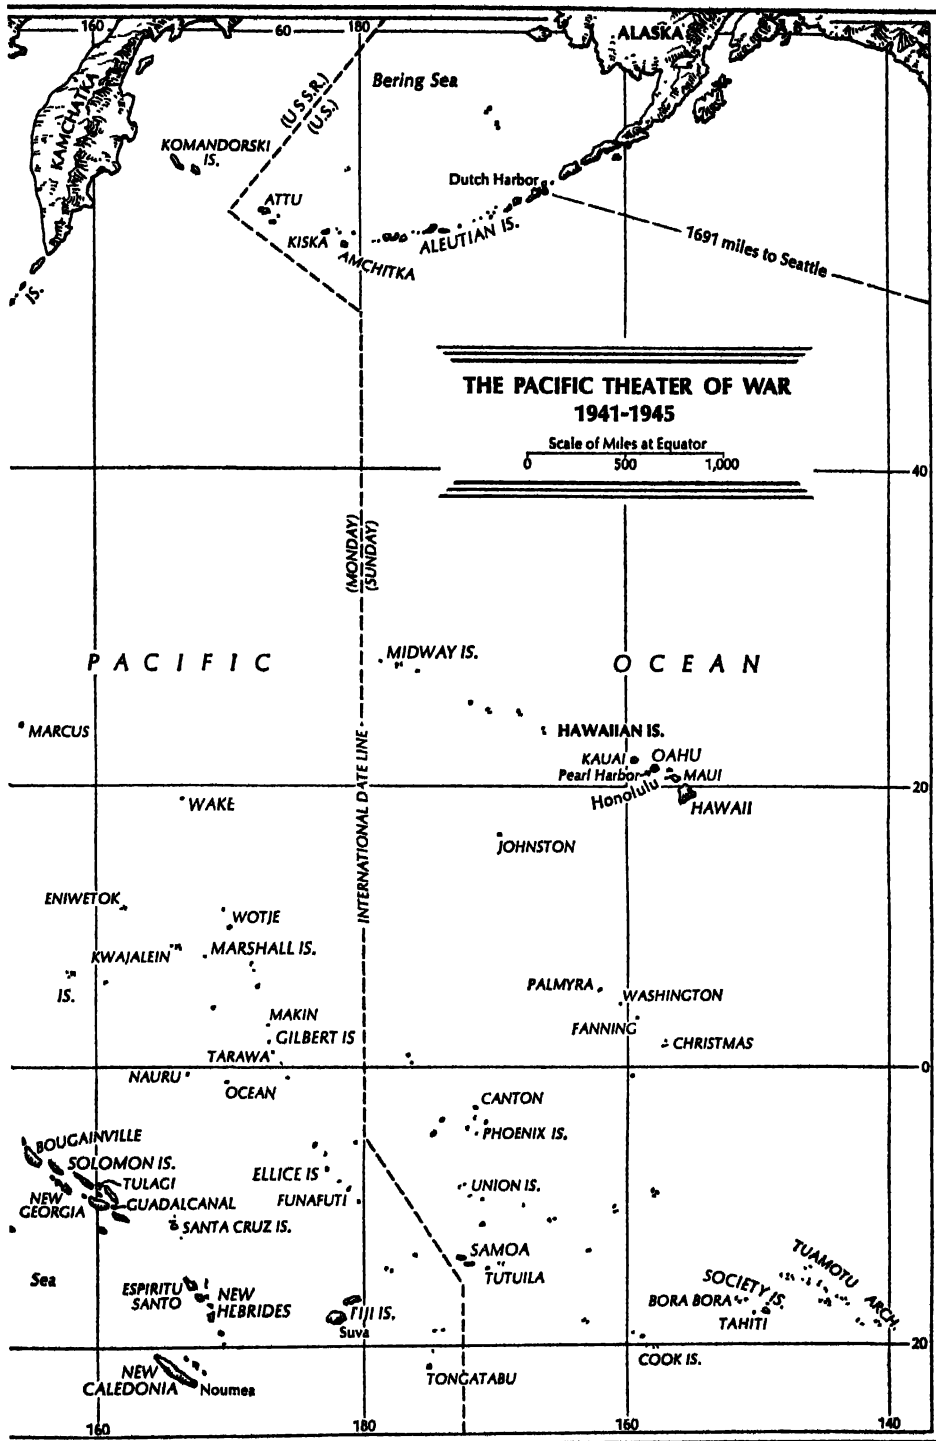 160
60
180
ALASKA
Bering Sea
(U.S.S.R.)
(U.S.)
KAMCHATKA
KOMANDORSKI
IS.
Dutch Harbor
ATTU
KISKA
AMCHITKA
ALEUTIAN IS.
1691 miles to Seattle
IS.
THE PACIFIC THEATER OF WAR
1941-1945
Scale of Miles at Equator
0 500 1,000
40
(MONDAY)
(SUNDAY)
PACIFIC
MIDWAY IS.
OCEAN
MARCUS
HAWAIIAN IS.
KAUAI
OAHU
Pearl Harbor
MAUI
Honolulu
HAWAII
20
WAKE
INTERNATIONAL DATE LINE
JOHNSTON
ENIWETOK
WOTJE
KWAJALEIN
MARSHALL IS.
IS.
PALMYRA
WASHINGTON
MAKIN
FANNING
GILBERT IS
CHRISTMAS
TARAWA
0
NAURU
OCEAN
CANTON
PHOENIX IS.
BOUGAINVILLE
SOLOMON IS.
TULAGI
ELLICE IS
UNION IS.
NEW
GEORGIA
GUADALCANAL
FUNAFUTI
SANTA CRUZ IS.
SAMOA
TUTUILA
TUAMOTU ARCH.
Sea
ESPIRITU
SANTO
NEW
HEBRIDES
SOCIETY IS.
BORA BORA
FIJI IS.
TAHITI
Suva
20
COOK IS.
NEW
CALEDONIA
Noumea
TONGATABU
160
180
160
140